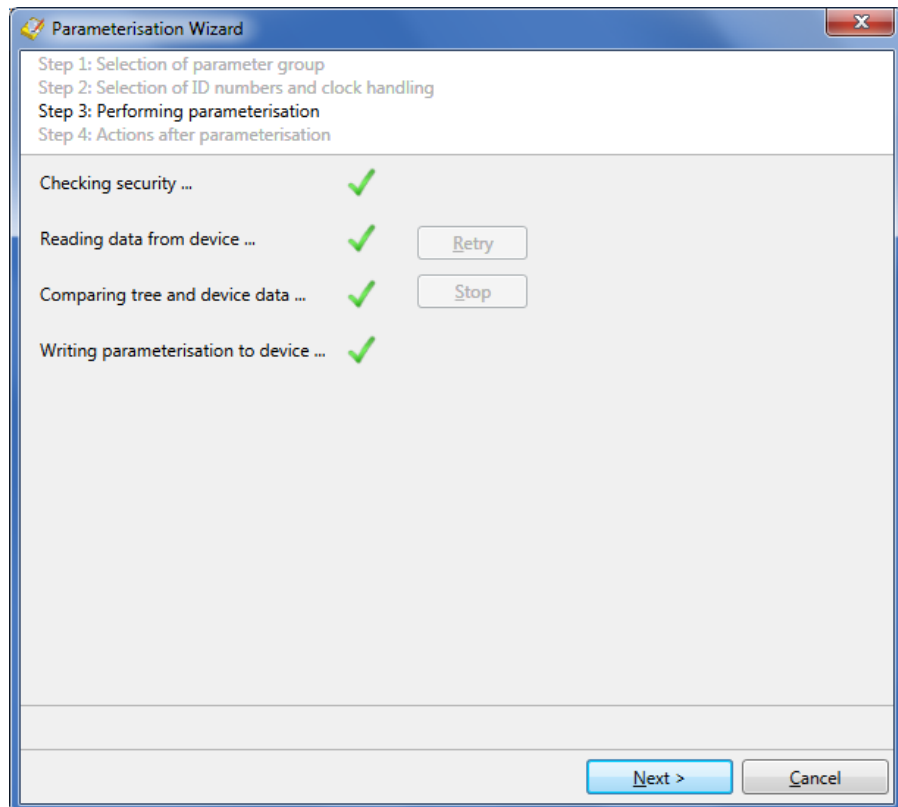 Parameterisation Wizard
Step 1: Selection of parameter group
Step 2: Selection of ID numbers and clock handling
Step 3: Performing parameterisation
Step 4: Actions after parameterisation
Checking security ...
Reading data from device ...
Retry
Comparing tree and device data ...
Stop
Writing parameterisation to device ...
Next >
Cancel